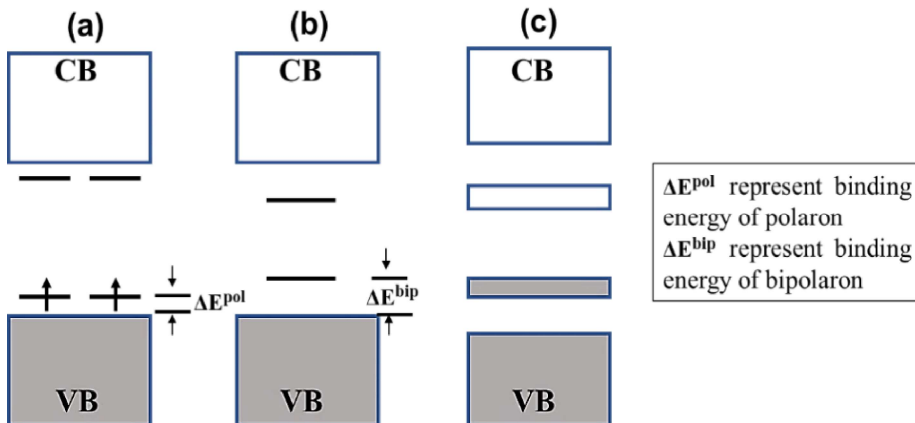 (a) (b) (c)
CB CB CB
ΔE^pol
ΔE^bip
VB VB VB
ΔE^pol represent binding
energy of polaron
ΔE^bip represent binding
energy of bipolaron